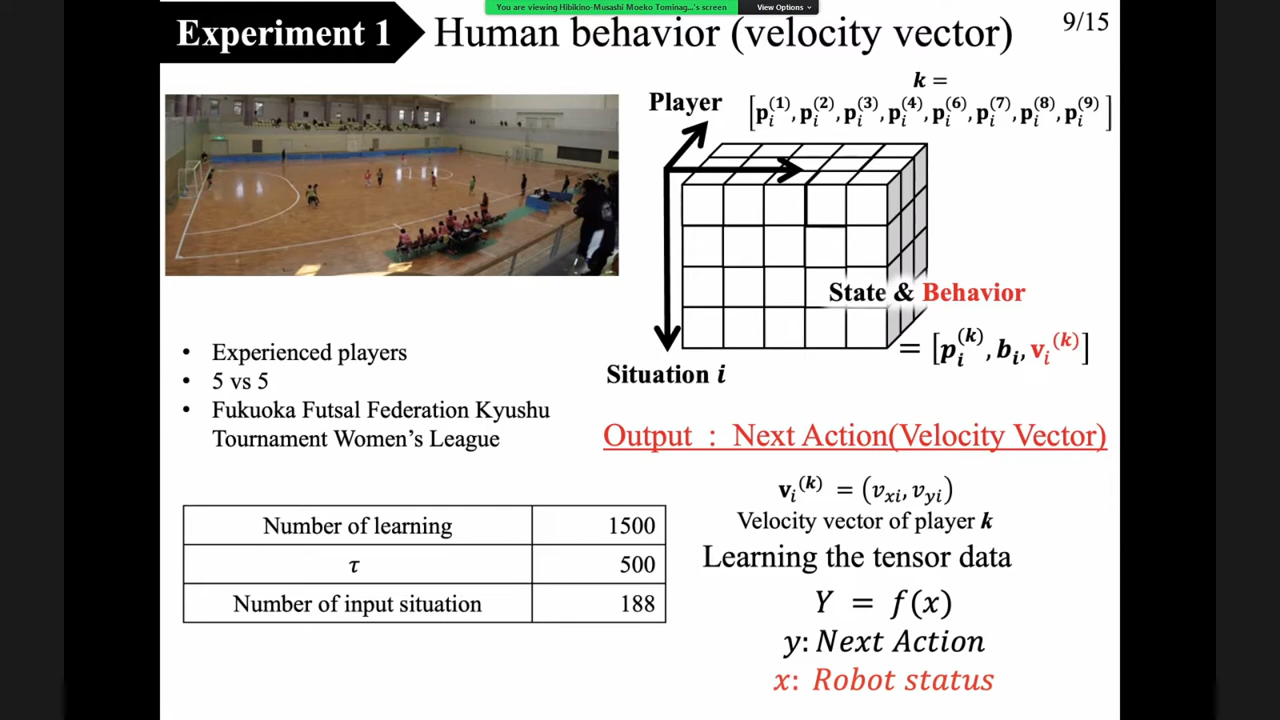 You are viewing Hibikino-Musashi Moeko Tominag...'s screen
View Options
Experiment 1
Human behavior (velocity vector)
9/15
Player
k =
[p_i^(1), p_i^(2), p_i^(3), p_i^(4), p_i^(6), p_i^(7), p_i^(8), p_i^(9)]
State & Behavior
= [p_i^(k), b_i, v_i^(k)]
Situation i
• Experienced players
• 5 vs 5
• Fukuoka Futsal Federation Kyushu
Tournament Women's League
Output : Next Action(Velocity Vector)
v_i^(k) = (v_xi, v_yi)
Velocity vector of player k
Learning the tensor data
Y = f(x)
y: Next Action
x: Robot status
Number of learning 1500
τ 500
Number of input situation 188